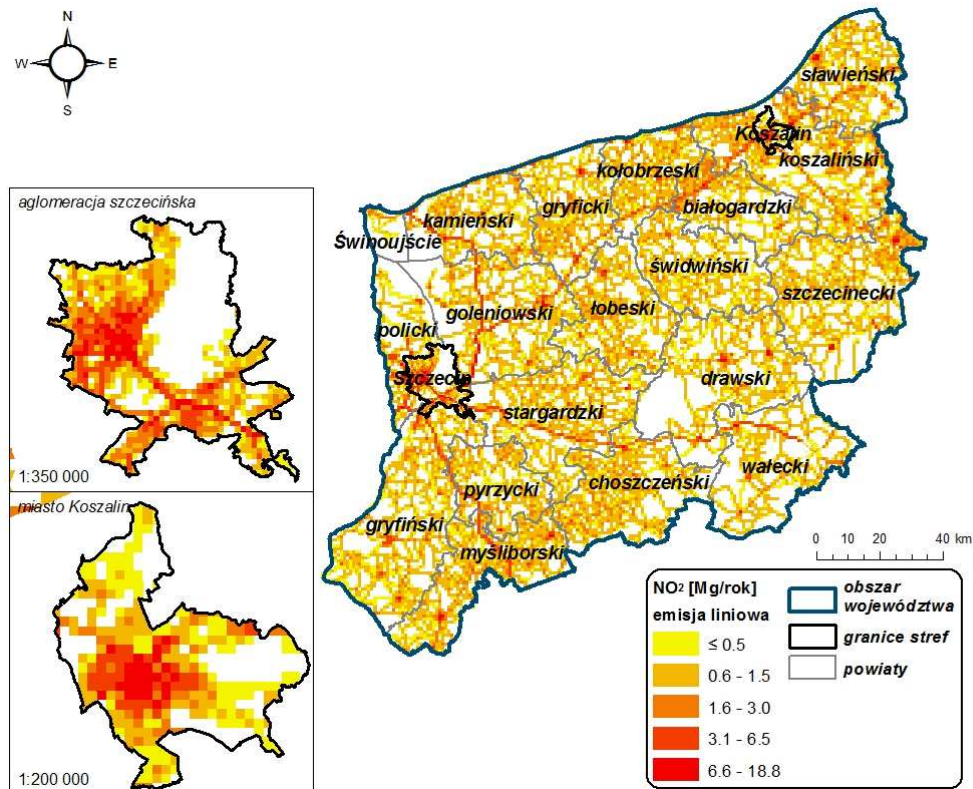 N
W E
S
aglomeracja szczecińska
1:350 000
miasto Koszalin
1:200 000
sławieński
Koszalin
koszaliński
kołobrzeski
białogardzki
gryficki
kamieński
Świnoujście
świdwiński
szczecinecki
łobeski
goleniowski
policki
drawski
Szczecin
stargardzki
wałecki
choszczeński
pyrzycki
gryfiński
myśliborski
0 10 20 40 km
NO2 [Mg/rok]
emisja liniowa
≤ 0.5
0.6 - 1.5
1.6 - 3.0
3.1 - 6.5
6.6 - 18.8
obszar
województwa
granice stref
powiaty